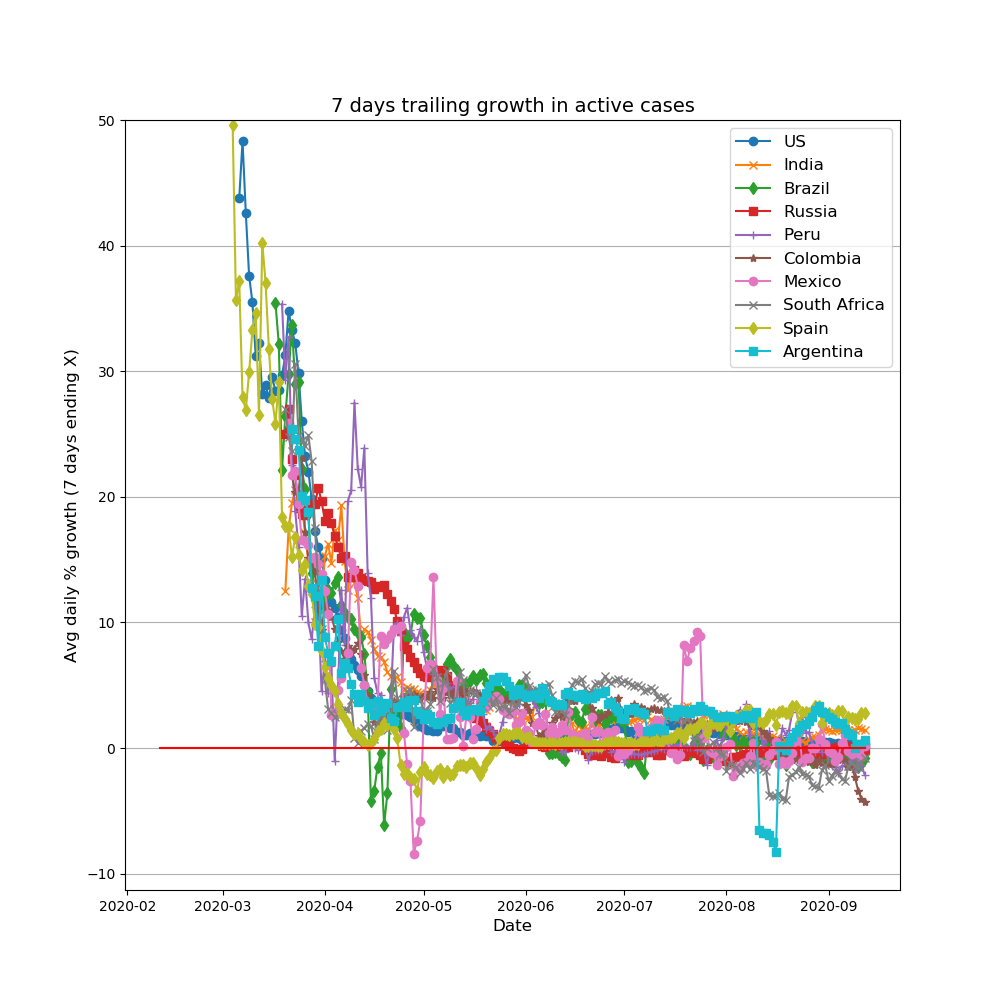 7 days trailing growth in active cases
50
40
30
20
10
0
−10
Avg daily % growth (7 days ending X)
US
India
Brazil
Russia
Peru
Colombia
Mexico
South Africa
Spain
Argentina
2020-02 2020-03 2020-04 2020-05 2020-06 2020-07 2020-08 2020-09
Date